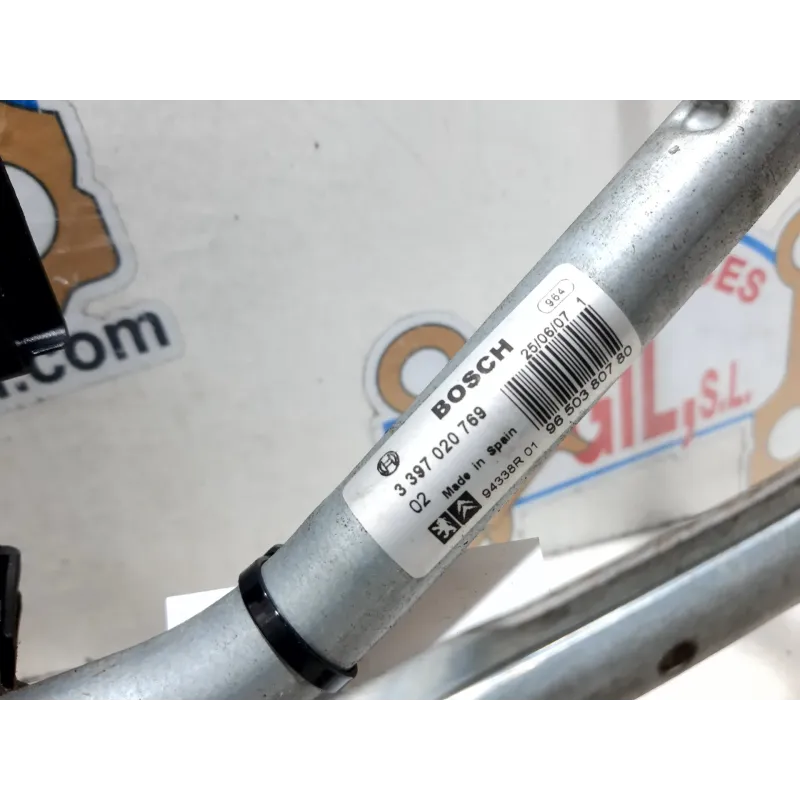 964
25/06/07 1
BOSCH
96 503 807 80
3 397 020 769
02 Made in Spain
94338R 01
.com
GIL, S.L.